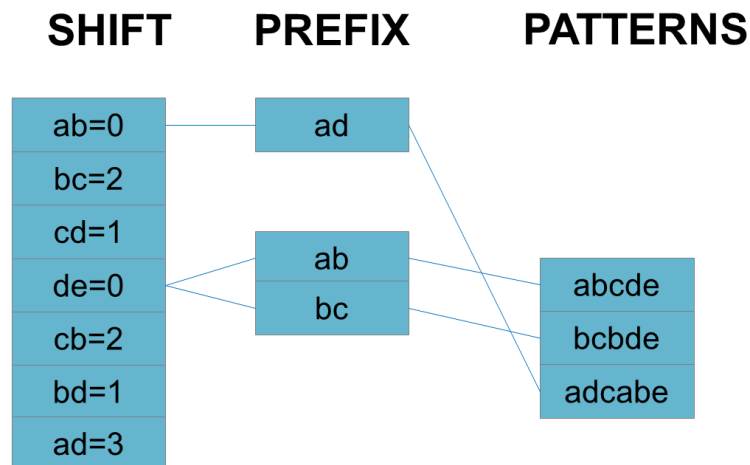 SHIFT PREFIX PATTERNS
ab=0 ad
bc=2
cd=1
ab
de=0 abcde
bc
cb=2 bcbde
bd=1 adcabe
ad=3